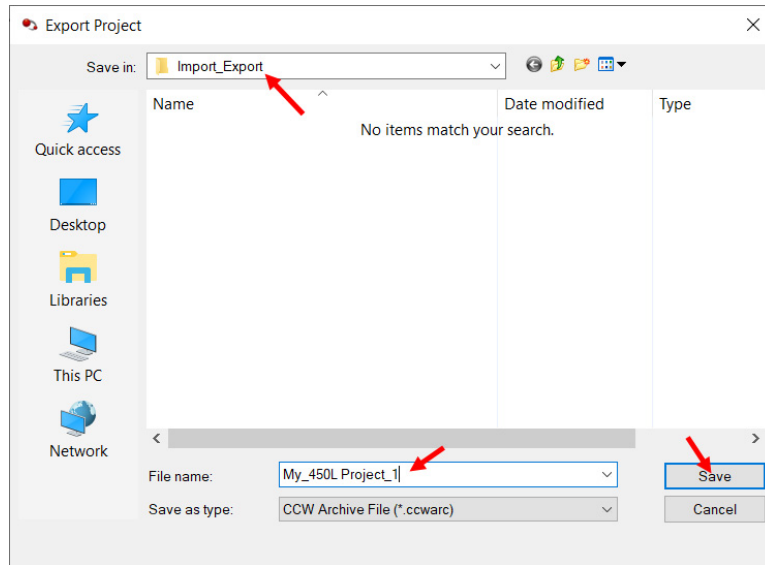 Export Project
Save in: Import_Export
Name Date modified Type
No items match your search.
Quick access
Desktop
Libraries
This PC
Network
File name: My_450L Project_1 Save
Save as type: CCW Archive File (*.ccwarc) Cancel